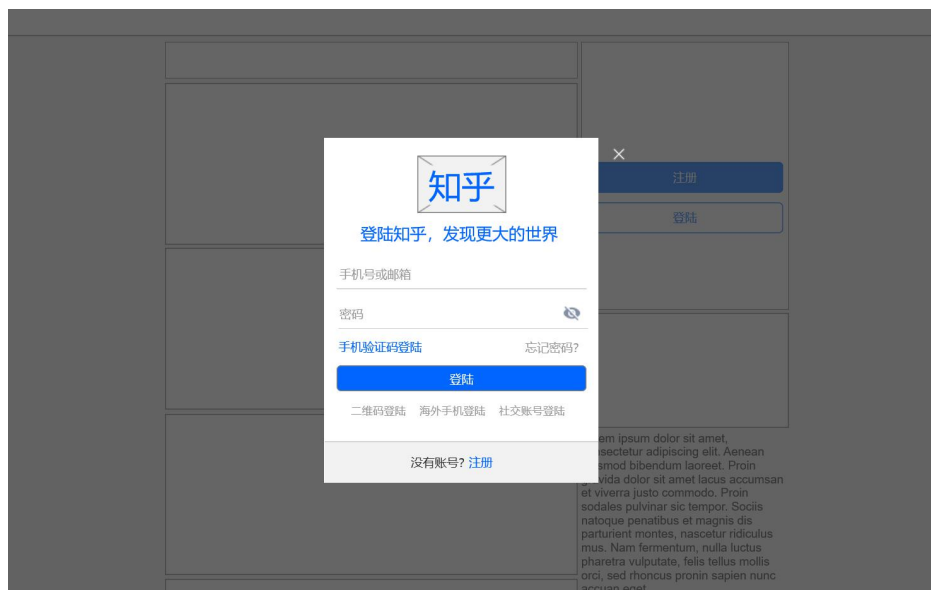 注册
登陆
知乎
登陆知乎，发现更大的世界
手机号或邮箱
密码
手机验证码登陆 忘记密码?
登陆
二维码登陆 海外手机登陆 社交账号登陆
没有账号? 注册
ipsum dolor sit amet,
adipiscing elit. Aenean
bibendum laoreet. Proin
dolor sit amet lacus accumsan
et viverra justo commodo. Proin
sodales pulvinar sic tempor. Sociis
natoque penatibus et magnis dis
parturient montes, nascetur ridiculus
mus. Nam fermentum, nulla luctus
pharetra vulputate, felis tellus mollis
orci, sed rhoncus pronin sapien nunc
accuan eget